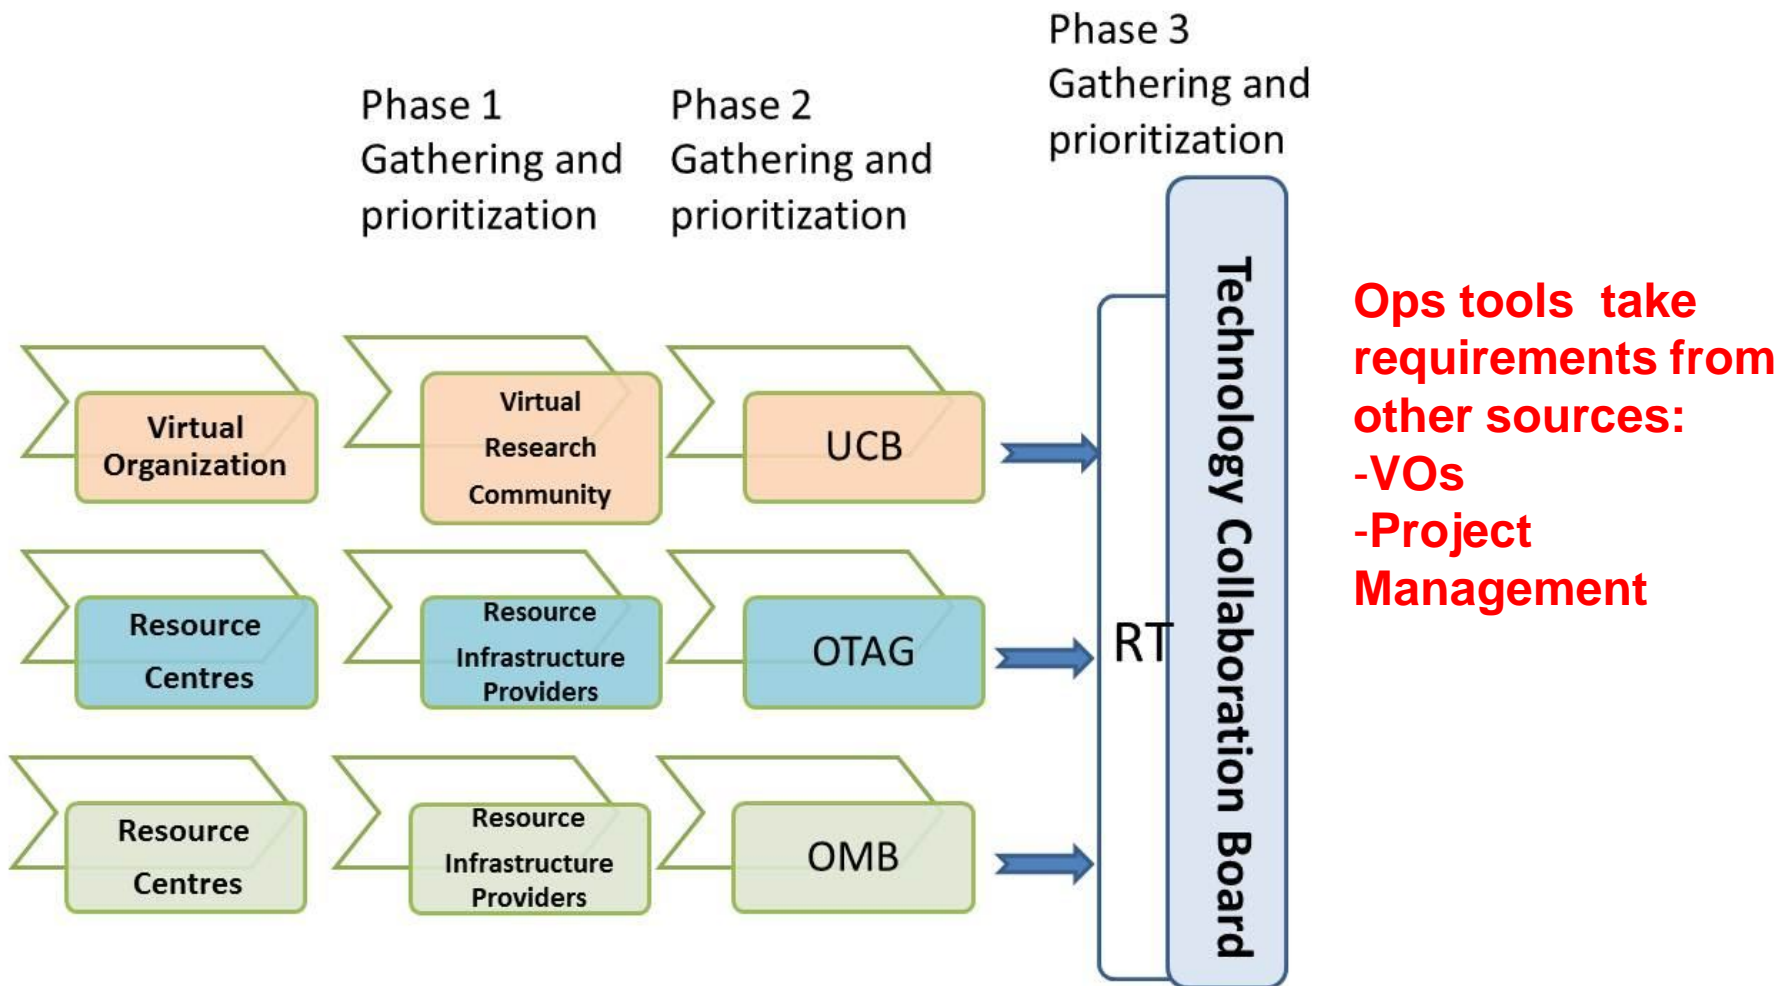 Phase 1
Gathering and
prioritization
Phase 2
Gathering and
prioritization
Phase 3
Gathering and
prioritization
Virtual
Organization
Virtual
Research
Community
UCB
Resource
Centres
Resource
Infrastructure
Providers
OTAG
Resource
Centres
Resource
Infrastructure
Providers
OMB
RT
Technology Collaboration Board
Ops tools  take
requirements from
other sources:
-VOs
-Project
Management